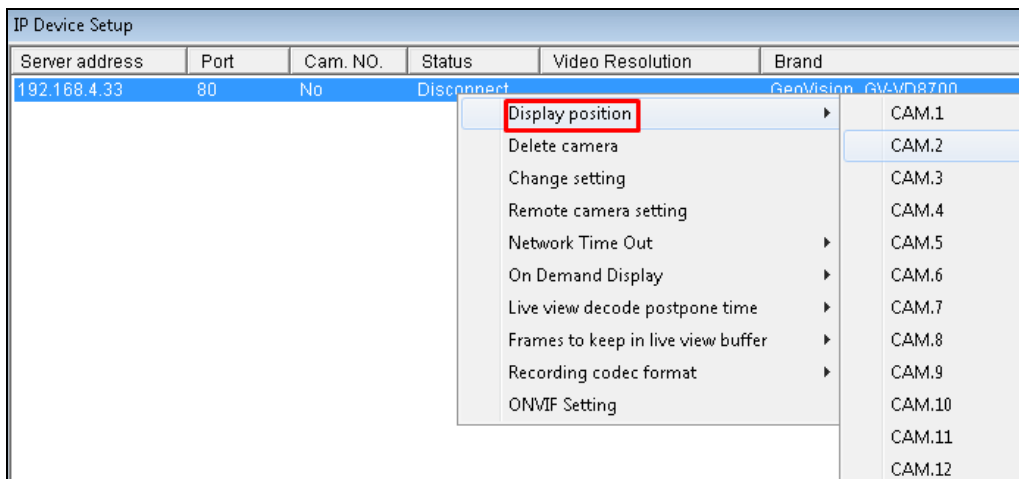 IP Device Setup
Server address Port Cam. NO. Status Video Resolution Brand
192.168.4.33 80 No Disconnect GeoVision_GV-VD8700
Display position CAM.1
Delete camera CAM.2
Change setting CAM.3
Remote camera setting CAM.4
Network Time Out CAM.5
On Demand Display CAM.6
Live view decode postpone time CAM.7
Frames to keep in live view buffer CAM.8
Recording codec format CAM.9
ONVIF Setting CAM.10
CAM.11
CAM.12